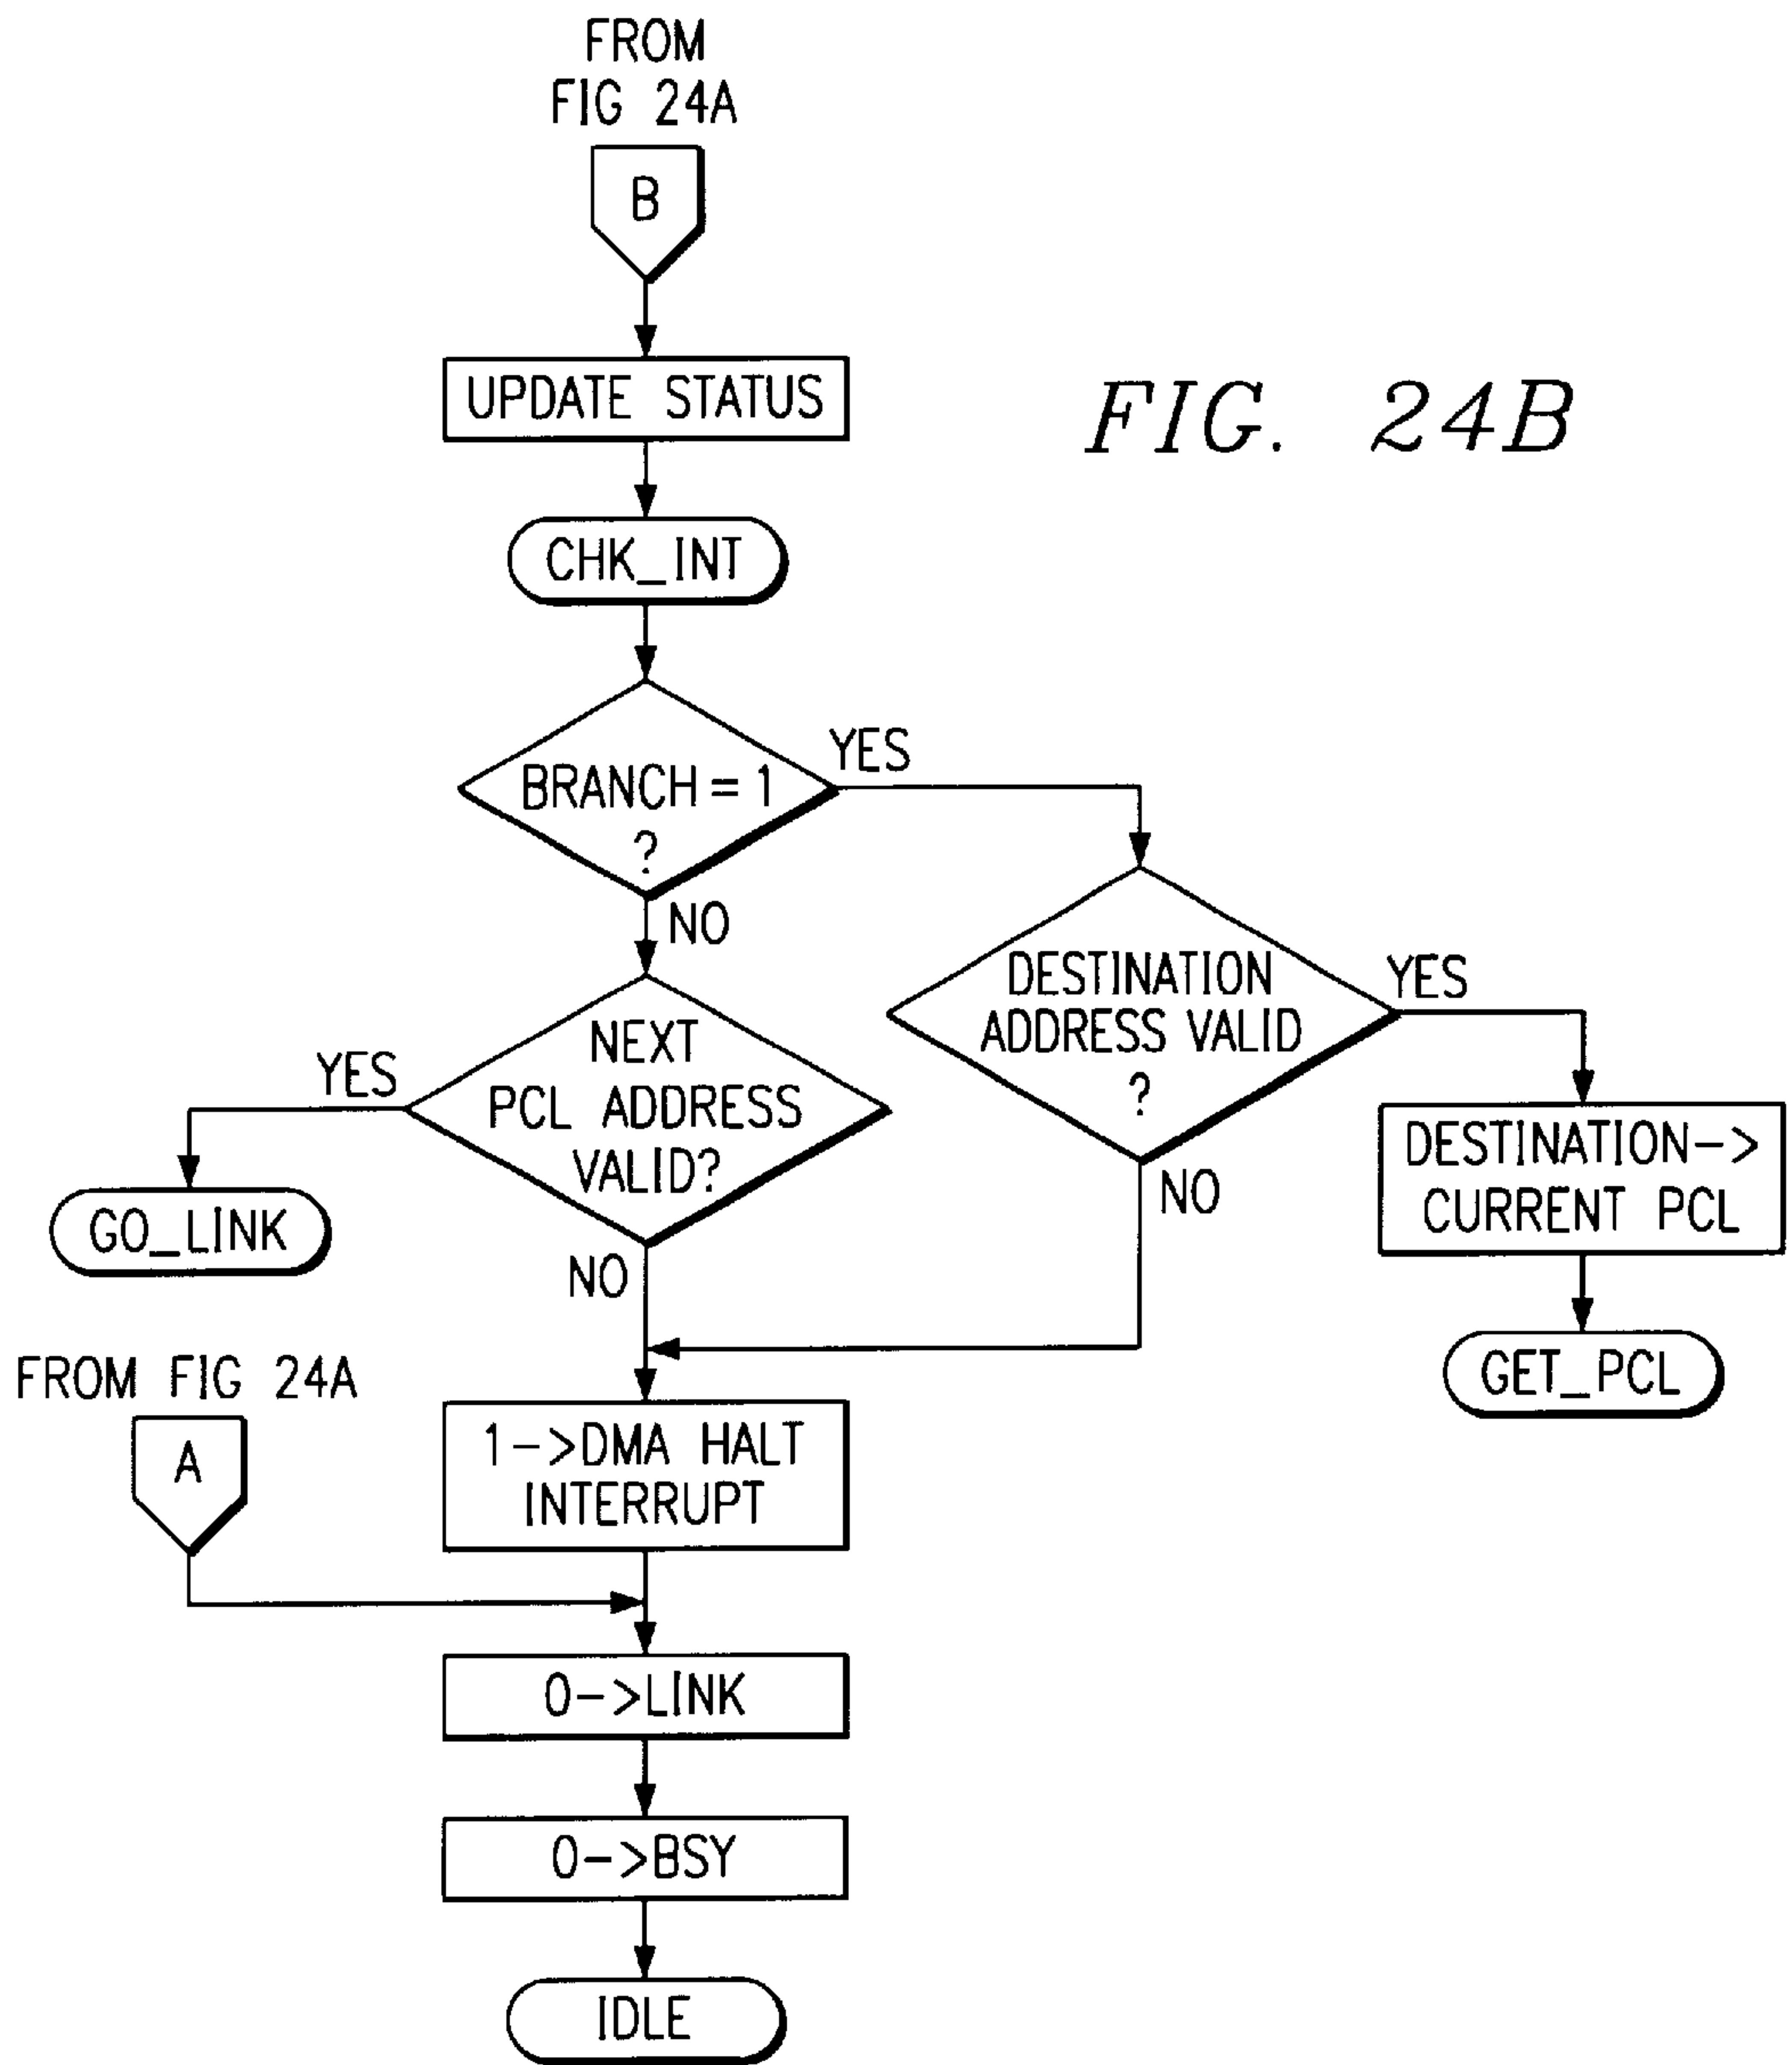 FROM
FIG 24A
B
UPDATE STATUS
FIG. 24B
CHK_INT
BRANCH = 1
?
YES
NO
DESTINATION
ADDRESS VALID
?
YES
NO
NEXT
PCL ADDRESS
VALID?
YES
NO
GO_LINK
DESTINATION->
CURRENT PCL
GET_PCL
FROM FIG 24A
A
1->DMA HALT
INTERRUPT
0->LINK
0->BSY
IDLE